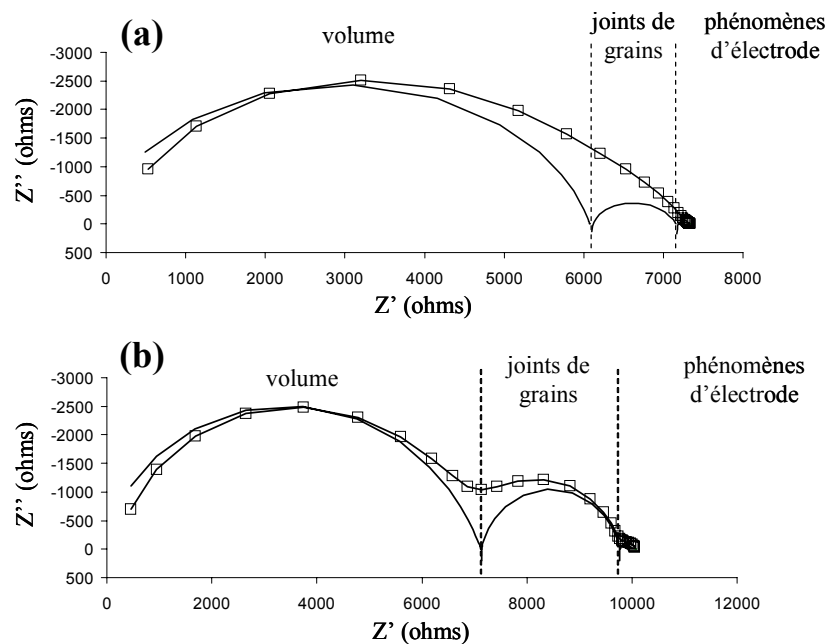 (a)
volume
joints de
grains
phénomènes
d’électrode
-3000
-2500
-2000
-1500
-1000
-500
0
500
Z’’ (ohms)
0 1000 2000 3000 4000 5000 6000 7000 8000
Z’ (ohms)
(b)
volume
joints de
grains
phénomènes
d’électrode
-3000
-2500
-2000
-1500
-1000
-500
0
500
Z’’ (ohms)
0 2000 4000 6000 8000 10000 12000
Z’ (ohms)